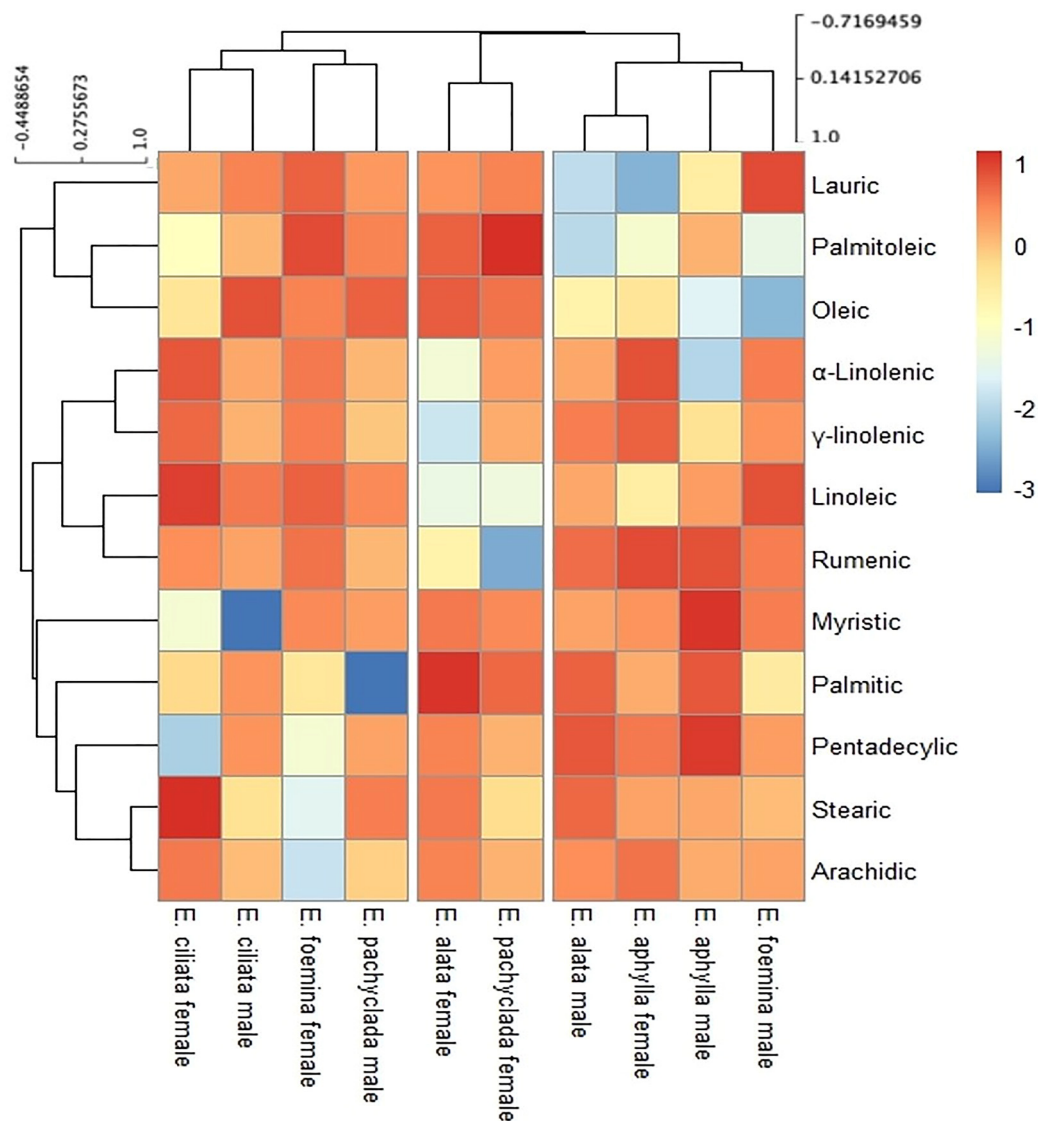 -0.7169459
0.14152706
1.0
-0.4488654
0.2755673
1.0
Lauric
Palmitoleic
Oleic
α-Linolenic
γ-linolenic
Linoleic
Rumenic
Myristic
Palmitic
Pentadecylic
Stearic
Arachidic
1
0
-1
-2
-3
E. ciliata female
E. ciliata male
E. foemina female
E. pachyclada male
E. alata female
E. pachyclada female
E. alata male
E. aphylla female
E. aphylla male
E. foemina male